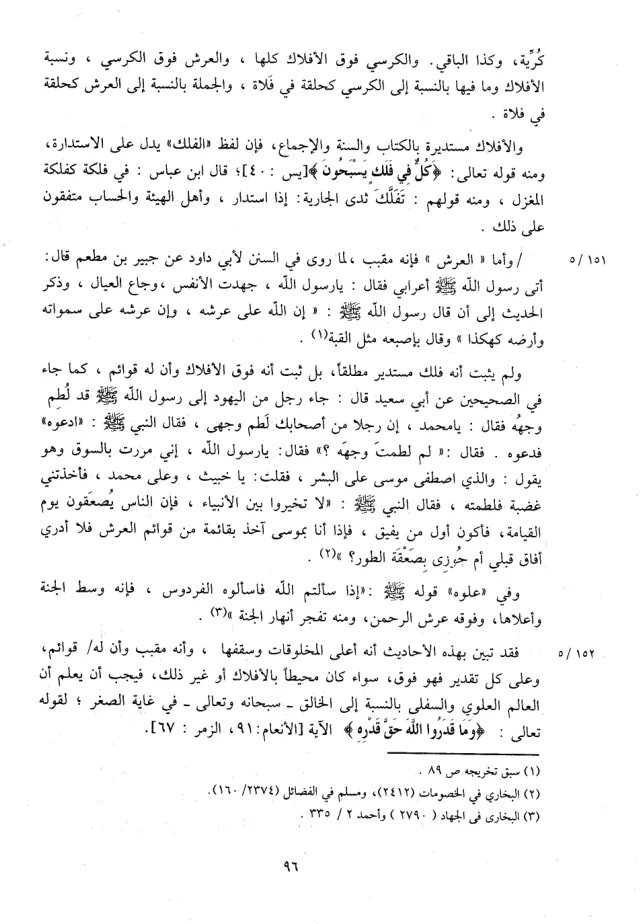 كُرِّية، وكذا الباقي. والكرسي فوق الأفلاك كلها ، والعرش فوق الكرسي ، ونسبة
الأفلاك وما فيها بالنسبة إلى الكرسي كحلقة في فَلاة ، والجملة بالنسبة إلى العرش كحلقة
في فلاة .
والأفلاك مستديرة بالكتاب والسنة والإجماع، فإن لفظ «الفلك» يدل على الاستدارة،
ومنه قوله تعالى: ﴿كُلٌّ فِي فَلَكٍ يَسْبَحُونَ﴾[يس : ٤٠]؛ قال ابن عباس : في فلكة كفلكة
المغزل ، ومنه قولهم : تَفَلَّكَ ثدى الجارية: إذا استدار ، وأهل الهيئة والحساب متفقون
على ذلك .
٥/١٥١ /وأما « العرش » فإنه مقبب ،لما روى في السنن لأبي داود عن جبير بن مطعم قال:
أتى رسول الله ﷺ أعرابي فقال : يارسول الله ، جهدت الأنفس ،وجاع العيال ، وذكر
الحديث إلى أن قال رسول الله ﷺ : « إن الله على عرشه ، وإن عرشه على سمواته
وأرضه كهكذا » وقال بإصبعه مثل القبة(١) .
ولم يثبت أنه فلك مستدير مطلقاً، بل ثبت أنه فوق الأفلاك وأن له قوائم ، كما جاء
في الصحيحين عن أبي سعيد قال : جاء رجل من اليهود إلى رسول الله ﷺ قد لُطِم
وجهُه فقال : يامحمد ، إن رجلا من أصحابك لَطم وجهى ، فقال النبي ﷺ : «ادعوه»
فدعوه . فقال :« لم لطمتَ وجهَه ؟» فقال: يارسول الله ، إني مررت بالسوق وهو
يقول : والذي اصطفى موسى على البشر ، فقلت: يا خبيث ، وعلى محمد ، فأخذتني
غضبة فلطمته ، فقال النبي ﷺ : «لا تخيروا بين الأنبياء ، فإن الناس يُصعَقون يوم
القيامة، فأكون أول من يفيق ، فإذا أنا بموسى آخذ بقائمة من قوائم العرش فلا أدري
أفاق قبلي أم جُوزِى بِصَعْقَة الطور؟ »(٢) .
وفي «علوه» قوله ﷺ :«إذا سألتم الله فاسألوه الفردوس ، فإنه وسط الجنة
وأعلاها، وفوقه عرش الرحمن، ومنه تفجر أنهار الجنة »(٣) .
٥/١٥٢ فقد تبين بهذه الأحاديث أنه أعلى المخلوقات وسقفها ، وأنه مقبب وأن له/ قوائم،
وعلى كل تقدير فهو فوق، سواء كان محيطاً بالأفلاك أو غير ذلك، فيجب أن يعلم أن
العالم العلوي والسفلى بالنسبة إلى الخالق ـ سبحانه وتعالى ـ في غاية الصغر ؛ لقوله
تعالى : ﴿وَمَا قَدَرُوا اللَّهَ حَقَّ قَدْرِهِ﴾ الآية [الأنعام:٩١، الزمر : ٦٧].
(١) سبق تخريجه ص ٨٩ .
(٢) البخاري في الخصومات (٢٤١٢)، ومسلم في الفضائل (٢٣٧٤/ ١٦٠).
(٣) البخارى في الجهاد ( ٢٧٩٠ ) وأحمد ٢ / ٣٣٥ .
٩٦